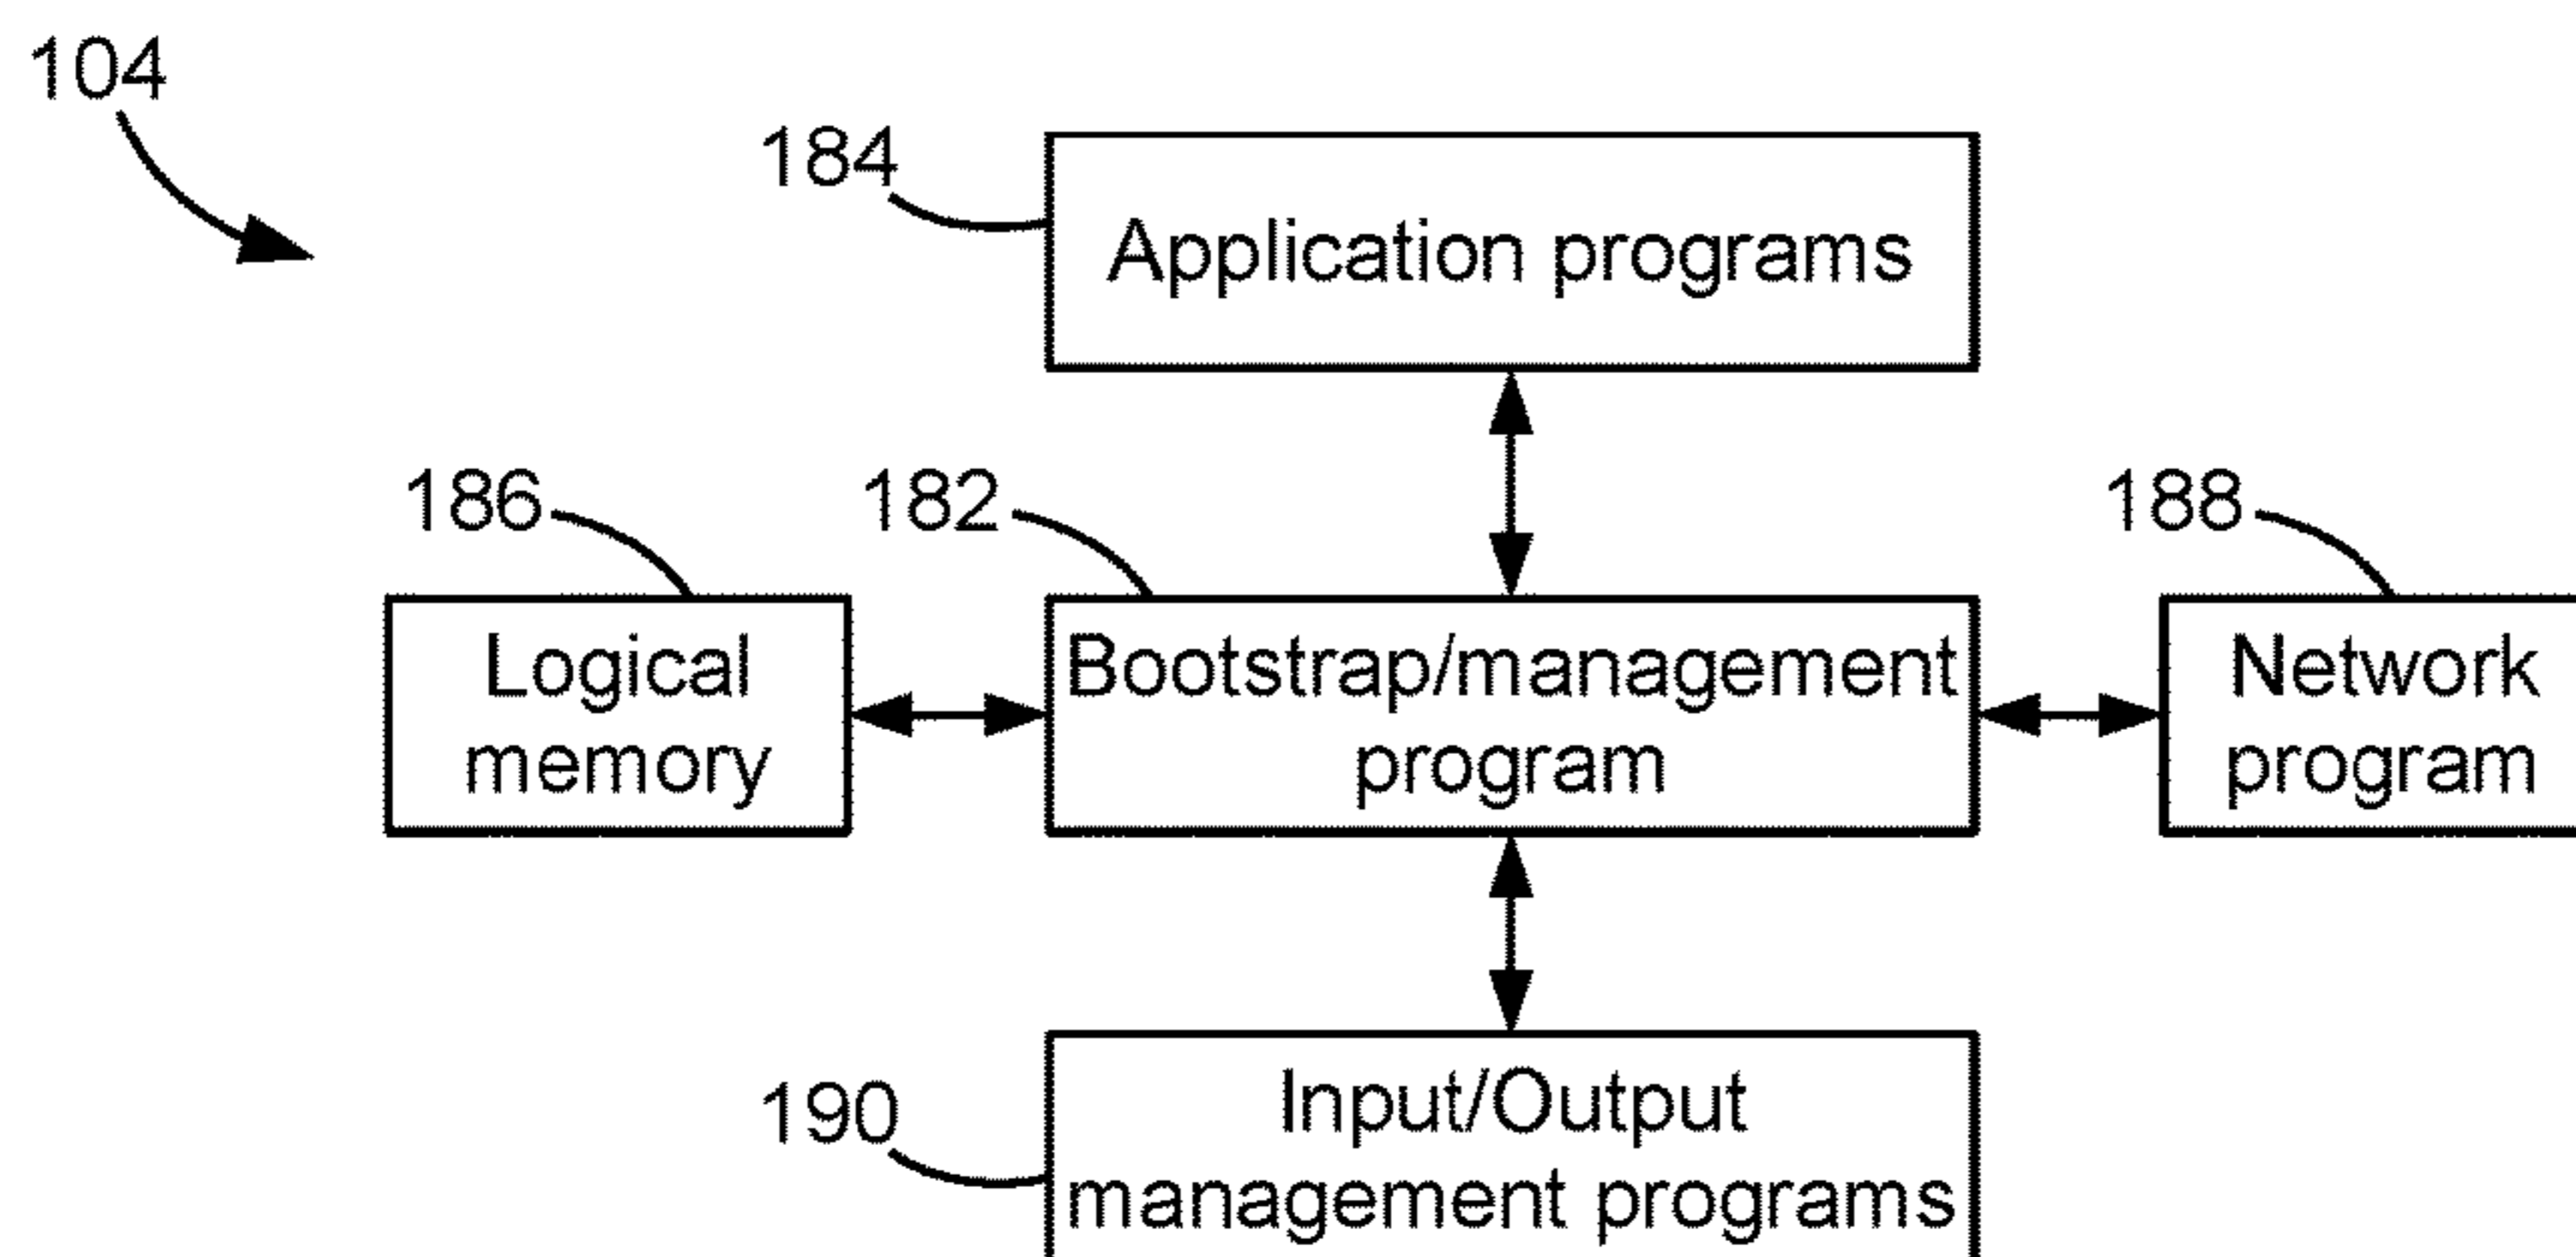 104
184
Application programs
186
182
188
Logical
memory
Bootstrap/management
program
Network
program
190
Input/Output
management programs